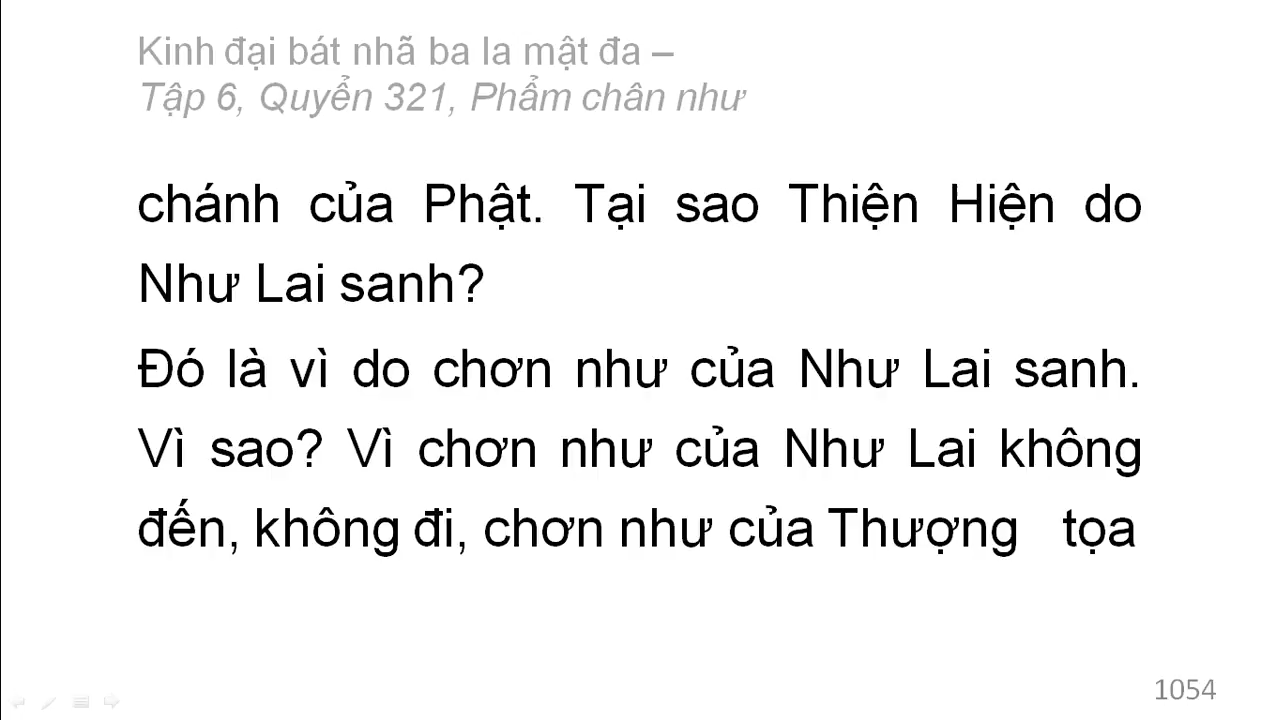 Kinh đại bát nhã ba la mật đa –
Tập 6, Quyển 321, Phẩm chân như
chánh của Phật. Tại sao Thiện Hiện do
Như Lai sanh?
Đó là vì do chơn như của Như Lai sanh.
Vì sao? Vì chơn như của Như Lai không
đến, không đi, chơn như của Thượng tọa
1054